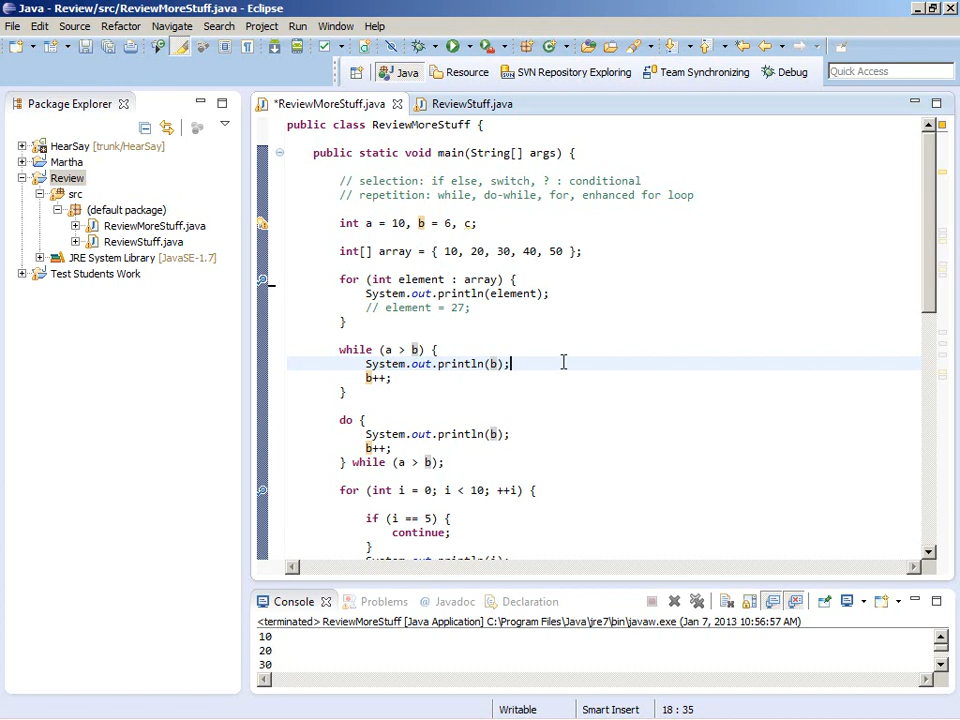 Java - Review/src/ReviewMoreStuff.java - Eclipse
File Edit Source Refactor Navigate Search Project Run Window Help
Java Resource SVN Repository Exploring Team Synchronizing Debug Quick Access
Package Explorer
HearSay [trunk/HearSay]
Martha
Review
src
(default package)
ReviewMoreStuff.java
ReviewStuff.java
JRE System Library [JavaSE-1.7]
Test Students Work
*ReviewMoreStuff.java ReviewStuff.java
public class ReviewMoreStuff {
public static void main(String[] args) {
// selection: if else, switch, ? : conditional
// repetition: while, do-while, for, enhanced for loop
int a = 10, b = 6, c;
int[] array = { 10, 20, 30, 40, 50 };
for (int element : array) {
System.out.println(element);
// element = 27;
}
while (a > b) {
System.out.println(b);
b++;
}
do {
System.out.println(b);
b++;
} while (a > b);
for (int i = 0; i < 10; ++i) {
if (i == 5) {
continue;
}
System.out.println(i);
Console Problems Javadoc Declaration
<terminated> ReviewMoreStuff [Java Application] C:\Program Files\Java\jre7\bin\javaw.exe (Jan 7, 2013 10:56:57 AM)
10
20
30
Writable Smart Insert 18 : 35